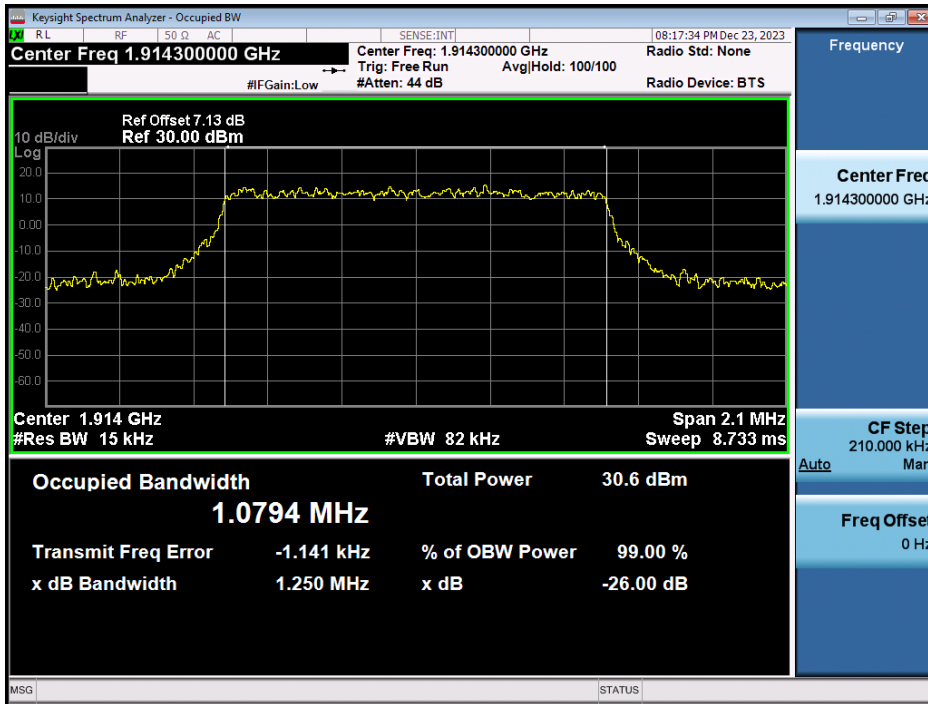 Keysight Spectrum Analyzer - Occupied BW
LXI RL RF 50 Ω AC SENSE:INT 08:17:34 PM Dec 23, 2023
Center Freq 1.914300000 GHz
Center Freq: 1.914300000 GHz
Radio Std: None
Trig: Free Run Avg|Hold: 100/100
#IFGain:Low
#Atten: 44 dB
Radio Device: BTS
Ref Offset 7.13 dB
10 dB/div Ref 30.00 dBm
Log
20.0
10.0
0.00
-10.0
-20.0
-30.0
-40.0
-50.0
-60.0
Center 1.914 GHz Span 2.1 MHz
#Res BW 15 kHz #VBW 82 kHz Sweep 8.733 ms
Occupied Bandwidth Total Power 30.6 dBm
1.0794 MHz
Transmit Freq Error -1.141 kHz % of OBW Power 99.00 %
x dB Bandwidth 1.250 MHz x dB -26.00 dB
MSG STATUS
Frequency
Center Freq
1.914300000 GHz
CF Step
210.000 kHz
Auto Man
Freq Offset
0 Hz